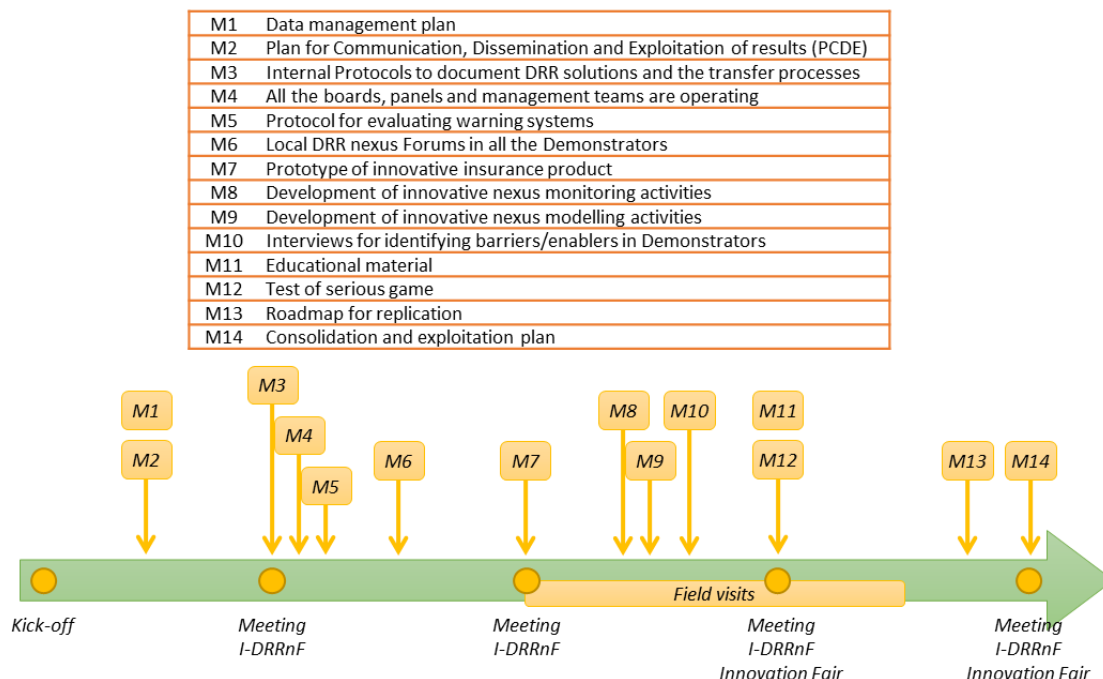 M1 Data management plan
M2 Plan for Communication, Dissemination and Exploitation of results (PCDE)
M3 Internal Protocols to document DRR solutions and the transfer processes
M4 All the boards, panels and management teams are operating
M5 Protocol for evaluating warning systems
M6 Local DRR nexus Forums in all the Demonstrators
M7 Prototype of innovative insurance product
M8 Development of innovative nexus monitoring activities
M9 Development of innovative nexus modelling activities
M10 Interviews for identifying barriers/enablers in Demonstrators
M11 Educational material
M12 Test of serious game
M13 Roadmap for replication
M14 Consolidation and exploitation plan
M1
M2
M3
M4
M5
M6
M7
M8
M9
M10
M11
M12
M13
M14
Field visits
Kick-off
Meeting
I-DRRnF
Meeting
I-DRRnF
Meeting
I-DRRnF
Innovation Fair
Meeting
I-DRRnF
Innovation Fair